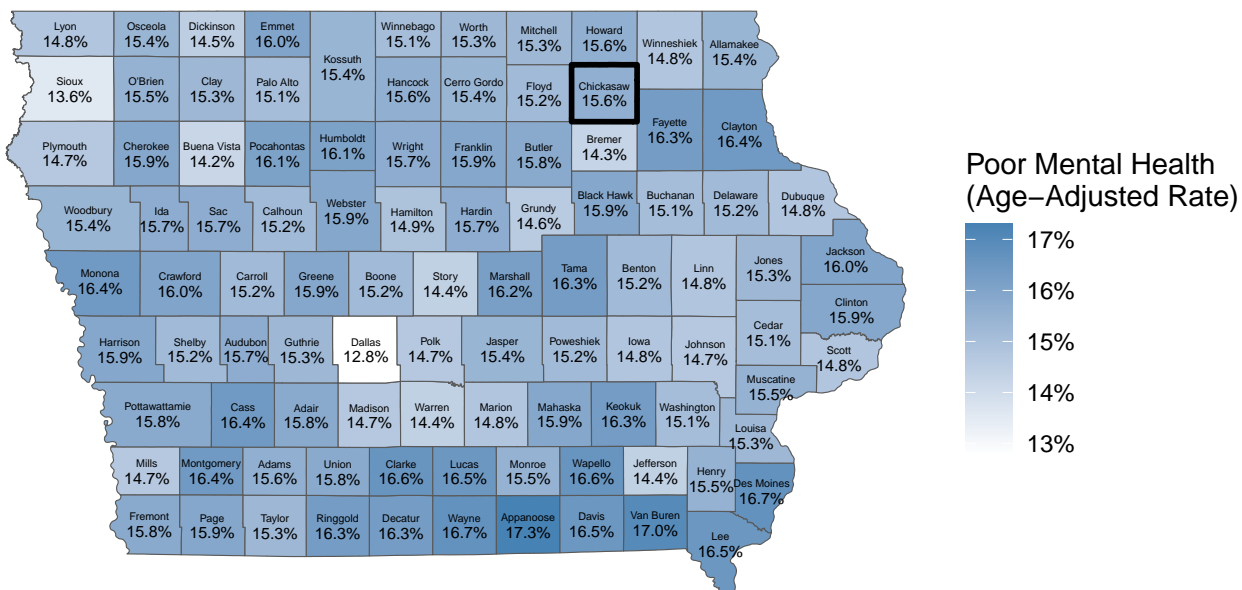 Lyon
14.8%
Osceola
15.4%
Dickinson
14.5%
Emmet
16.0%
Kossuth
15.4%
Winnebago
15.1%
Worth
15.3%
Mitchell
15.3%
Howard
15.6%
Winneshiek
14.8%
Allamakee
15.4%
Sioux
13.6%
O'Brien
15.5%
Clay
15.3%
Palo Alto
15.1%
Hancock
15.6%
Cerro Gordo
15.4%
Floyd
15.2%
Chickasaw
15.6%
Fayette
16.3%
Clayton
16.4%
Plymouth
14.7%
Cherokee
15.9%
Buena Vista
14.2%
Pocahontas
16.1%
Humboldt
16.1%
Wright
15.7%
Franklin
15.9%
Butler
15.8%
Bremer
14.3%
Woodbury
15.4%
Ida
15.7%
Sac
15.7%
Calhoun
15.2%
Webster
15.9%
Hamilton
14.9%
Hardin
15.7%
Grundy
14.6%
Black Hawk
15.9%
Buchanan
15.1%
Delaware
15.2%
Dubuque
14.8%
Monona
16.4%
Crawford
16.0%
Carroll
15.2%
Greene
15.9%
Boone
15.2%
Story
14.4%
Marshall
16.2%
Tama
16.3%
Benton
15.2%
Linn
14.8%
Jones
15.3%
Jackson
16.0%
Clinton
15.9%
Harrison
15.9%
Shelby
15.2%
Audubon
15.7%
Guthrie
15.3%
Dallas
12.8%
Polk
14.7%
Jasper
15.4%
Poweshiek
15.2%
Iowa
14.8%
Johnson
14.7%
Cedar
15.1%
Scott
14.8%
Muscatine
15.5%
Pottawattamie
15.8%
Cass
16.4%
Adair
15.8%
Madison
14.7%
Warren
14.4%
Marion
14.8%
Mahaska
15.9%
Keokuk
16.3%
Washington
15.1%
Louisa
15.3%
Mills
14.7%
Montgomery
16.4%
Adams
15.6%
Union
15.8%
Clarke
16.6%
Lucas
16.5%
Monroe
15.5%
Wapello
16.6%
Jefferson
14.4%
Henry
15.5%
Des Moines
16.7%
Fremont
15.8%
Page
15.9%
Taylor
15.3%
Ringgold
16.3%
Decatur
16.3%
Wayne
16.7%
Appanoose
17.3%
Davis
16.5%
Van Buren
17.0%
Lee
16.5%
Poor Mental Health
(Age−Adjusted Rate)
17%
16%
15%
14%
13%